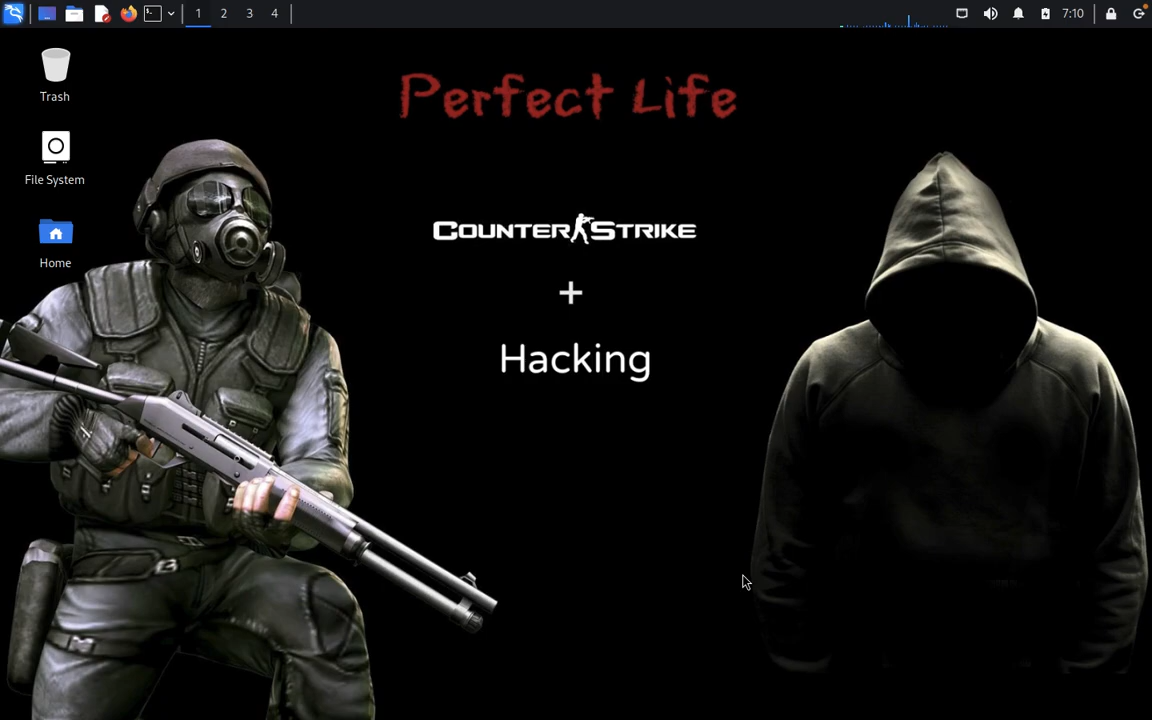 1 2 3 4 7:10
Trash
Perfect Life
File System
COUNTER STRIKE
Home
+
Hacking